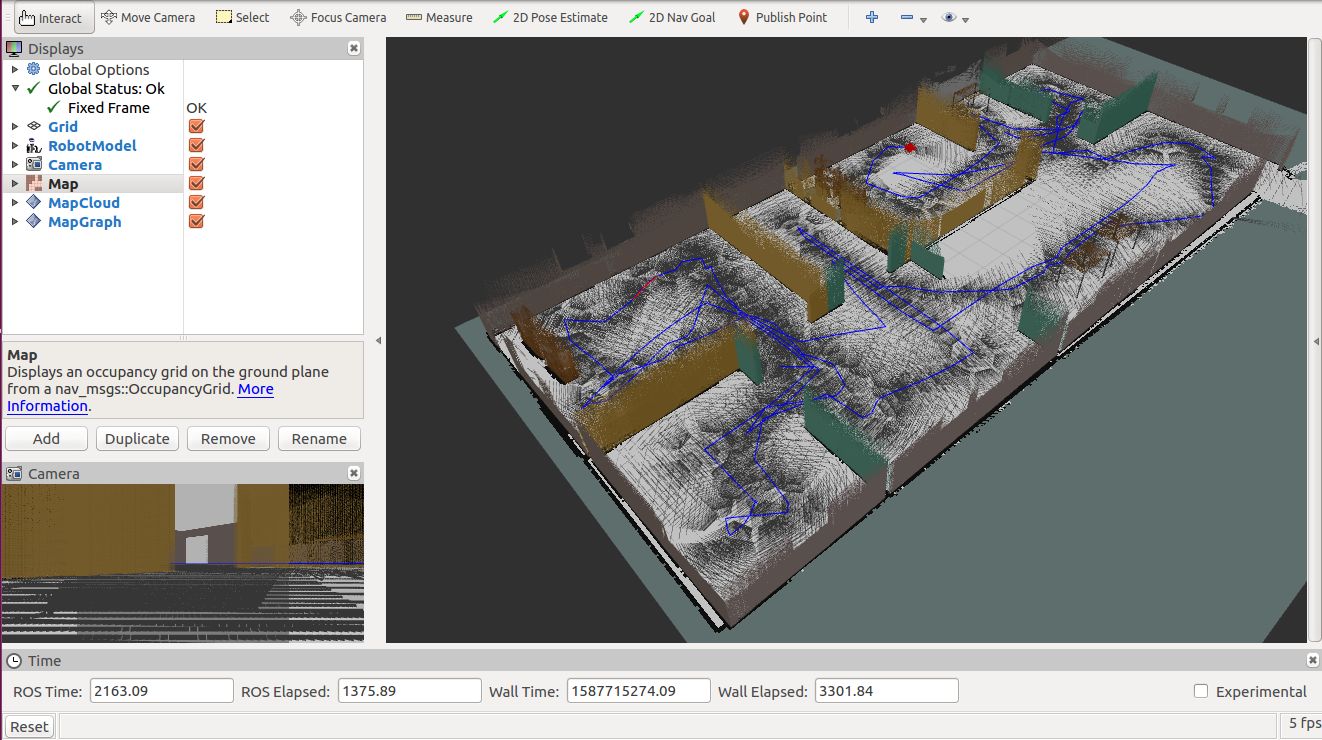 Interact Move Camera Select Focus Camera Measure 2D Pose Estimate 2D Nav Goal Publish Point
Displays
Global Options
Global Status: Ok
Fixed Frame OK
Grid
RobotModel
Camera
Map
MapCloud
MapGraph
Map
Displays an occupancy grid on the ground plane
from a nav_msgs::OccupancyGrid. More
Information.
Add Duplicate Remove Rename
Camera
Time
ROS Time: 2163.09 ROS Elapsed: 1375.89 Wall Time: 1587715274.09 Wall Elapsed: 3301.84 Experimental
Reset 5 fps